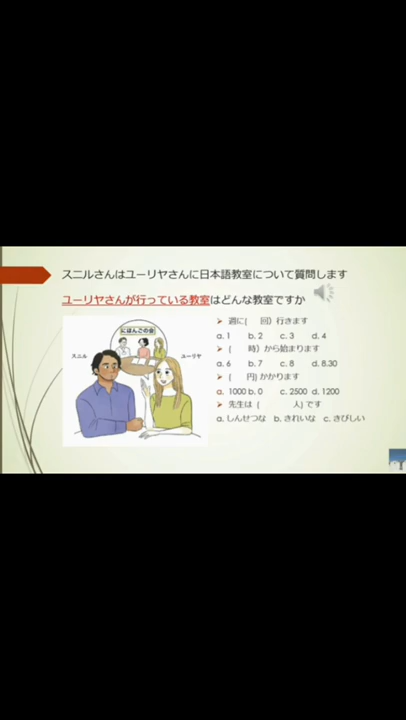 スニルさんはユーリヤさんに日本語教室について質問します
ユーリヤさんが行っている教室はどんな教室ですか
にほんごの会
スニル
ユーリヤ
➢ 週に(　回) 行きます
a. 1 b. 2 c. 3 d. 4
➢ (　時) から始まります
a. 6 b. 7 c. 8 d. 8.30
➢ (　円) かかります
a. 1000 b. 0 c. 2500 d. 1200
➢ 先生は (　人) です
a. しんせつな b. きれいな c. きびしい